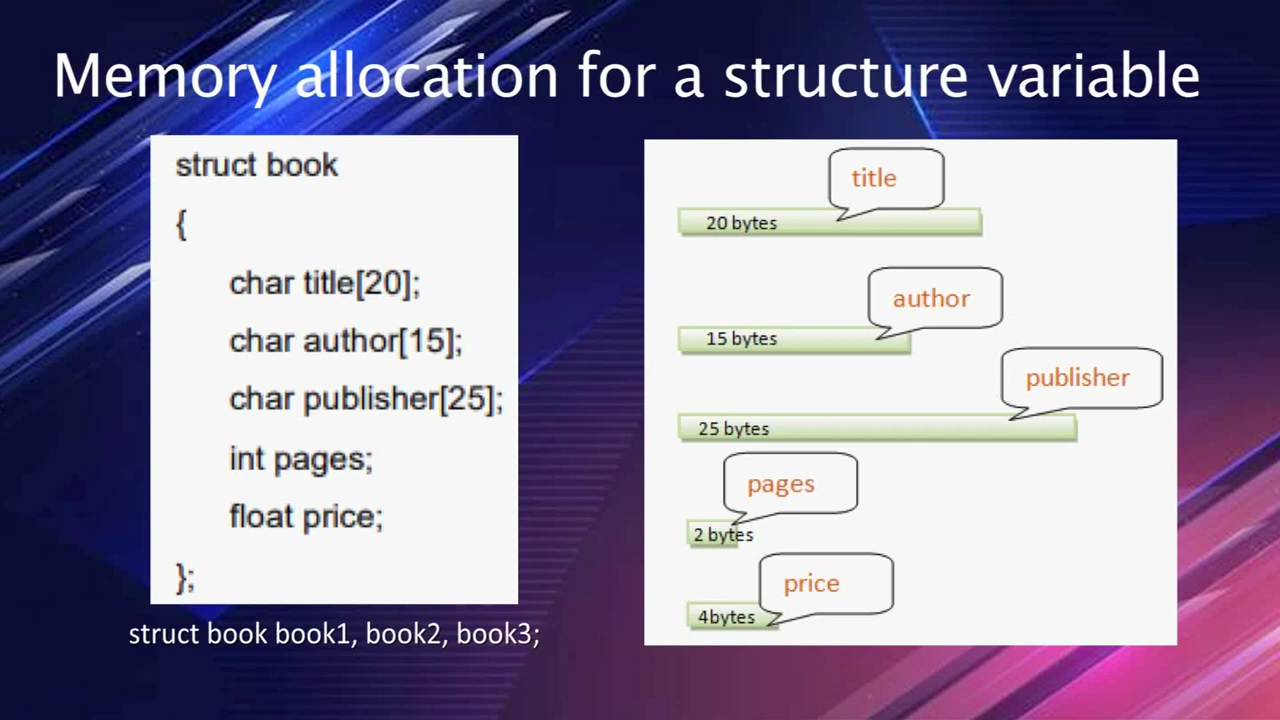 Memory allocation for a structure variable
struct book
{
char title[20];
char author[15];
char publisher[25];
int pages;
float price;
};
struct book book1, book2, book3;
title
20 bytes
author
15 bytes
publisher
25 bytes
pages
2 bytes
price
4bytes